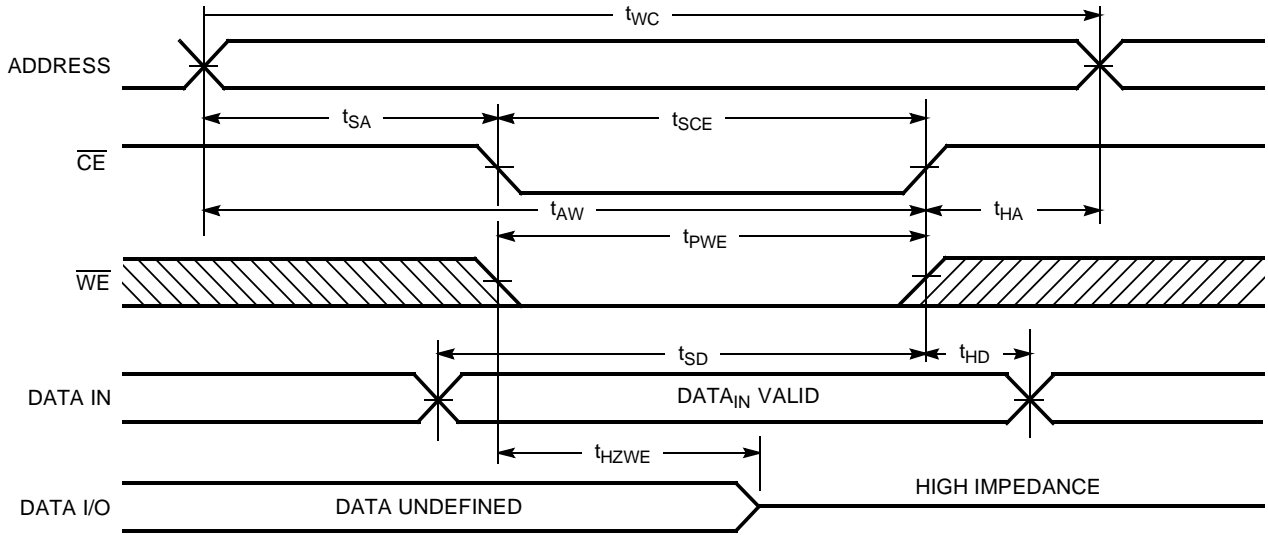 tWC
ADDRESS
tSA
tSCE
CE
tAW
tHA
tPWE
WE
tSD
tHD
DATA IN
DATAIN VALID
tHZWE
HIGH IMPEDANCE
DATA I/O
DATA UNDEFINED